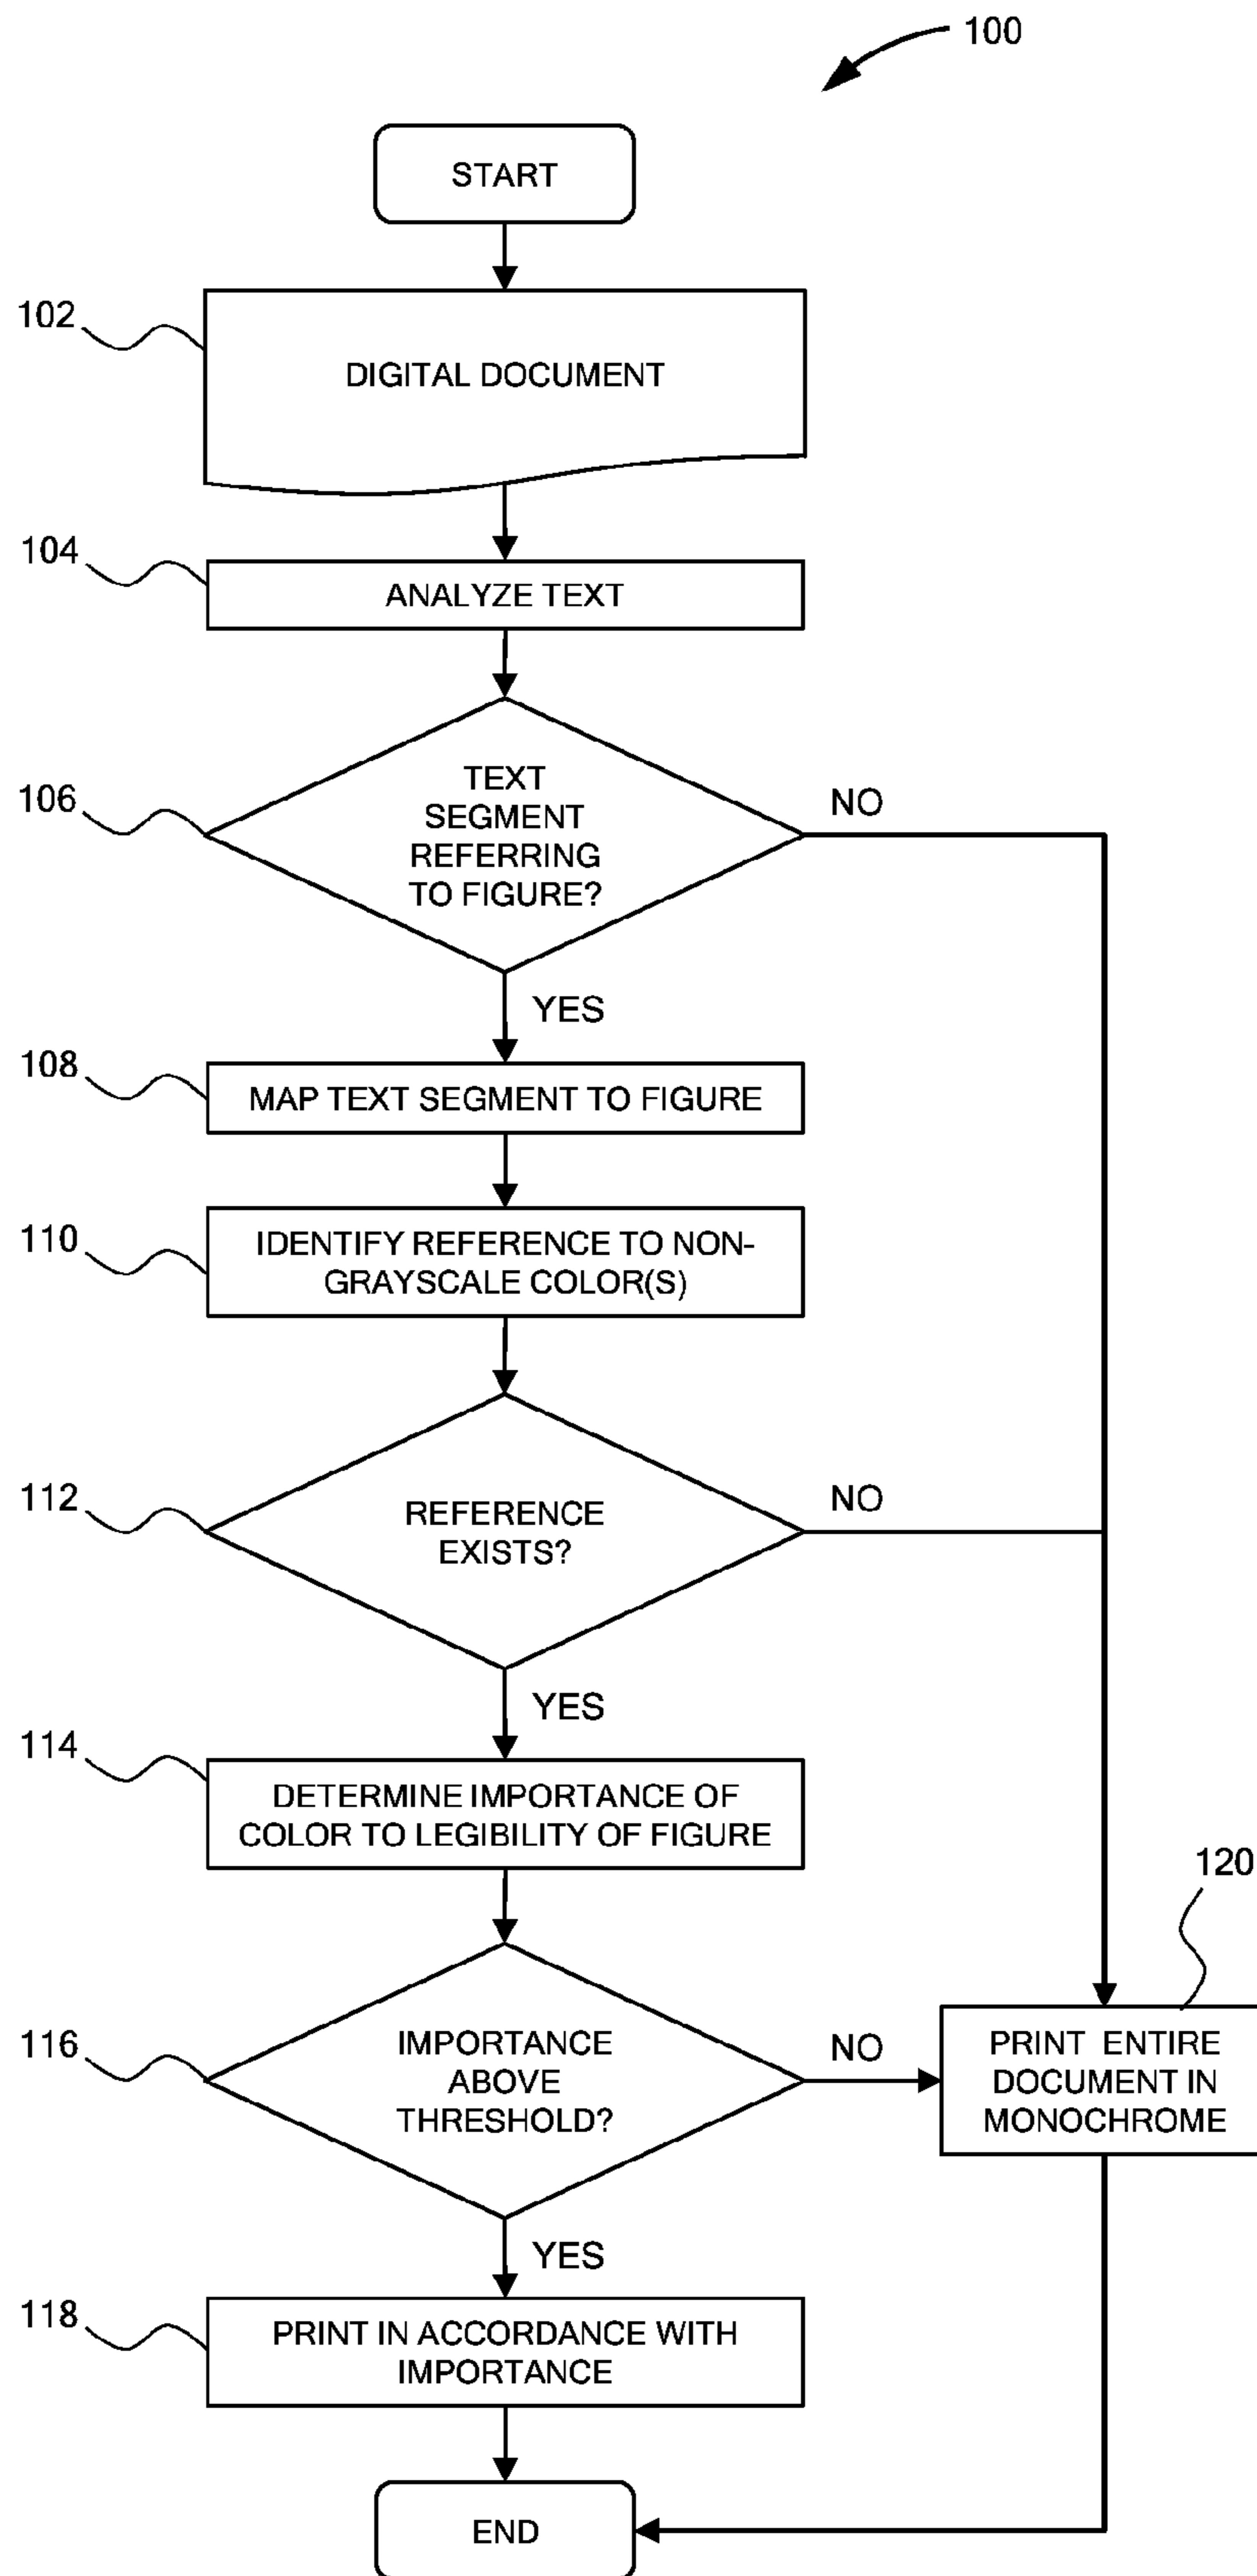 100
START
102
DIGITAL DOCUMENT
104
ANALYZE TEXT
106
TEXT
SEGMENT
REFERRING
TO FIGURE?
NO
YES
108
MAP TEXT SEGMENT TO FIGURE
110
IDENTIFY REFERENCE TO NON-
GRAYSCALE COLOR(S)
112
REFERENCE
EXISTS?
NO
YES
114
DETERMINE IMPORTANCE OF
COLOR TO LEGIBILITY OF FIGURE
120
116
IMPORTANCE
ABOVE
THRESHOLD?
NO
PRINT ENTIRE
DOCUMENT IN
MONOCHROME
YES
118
PRINT IN ACCORDANCE WITH
IMPORTANCE
END